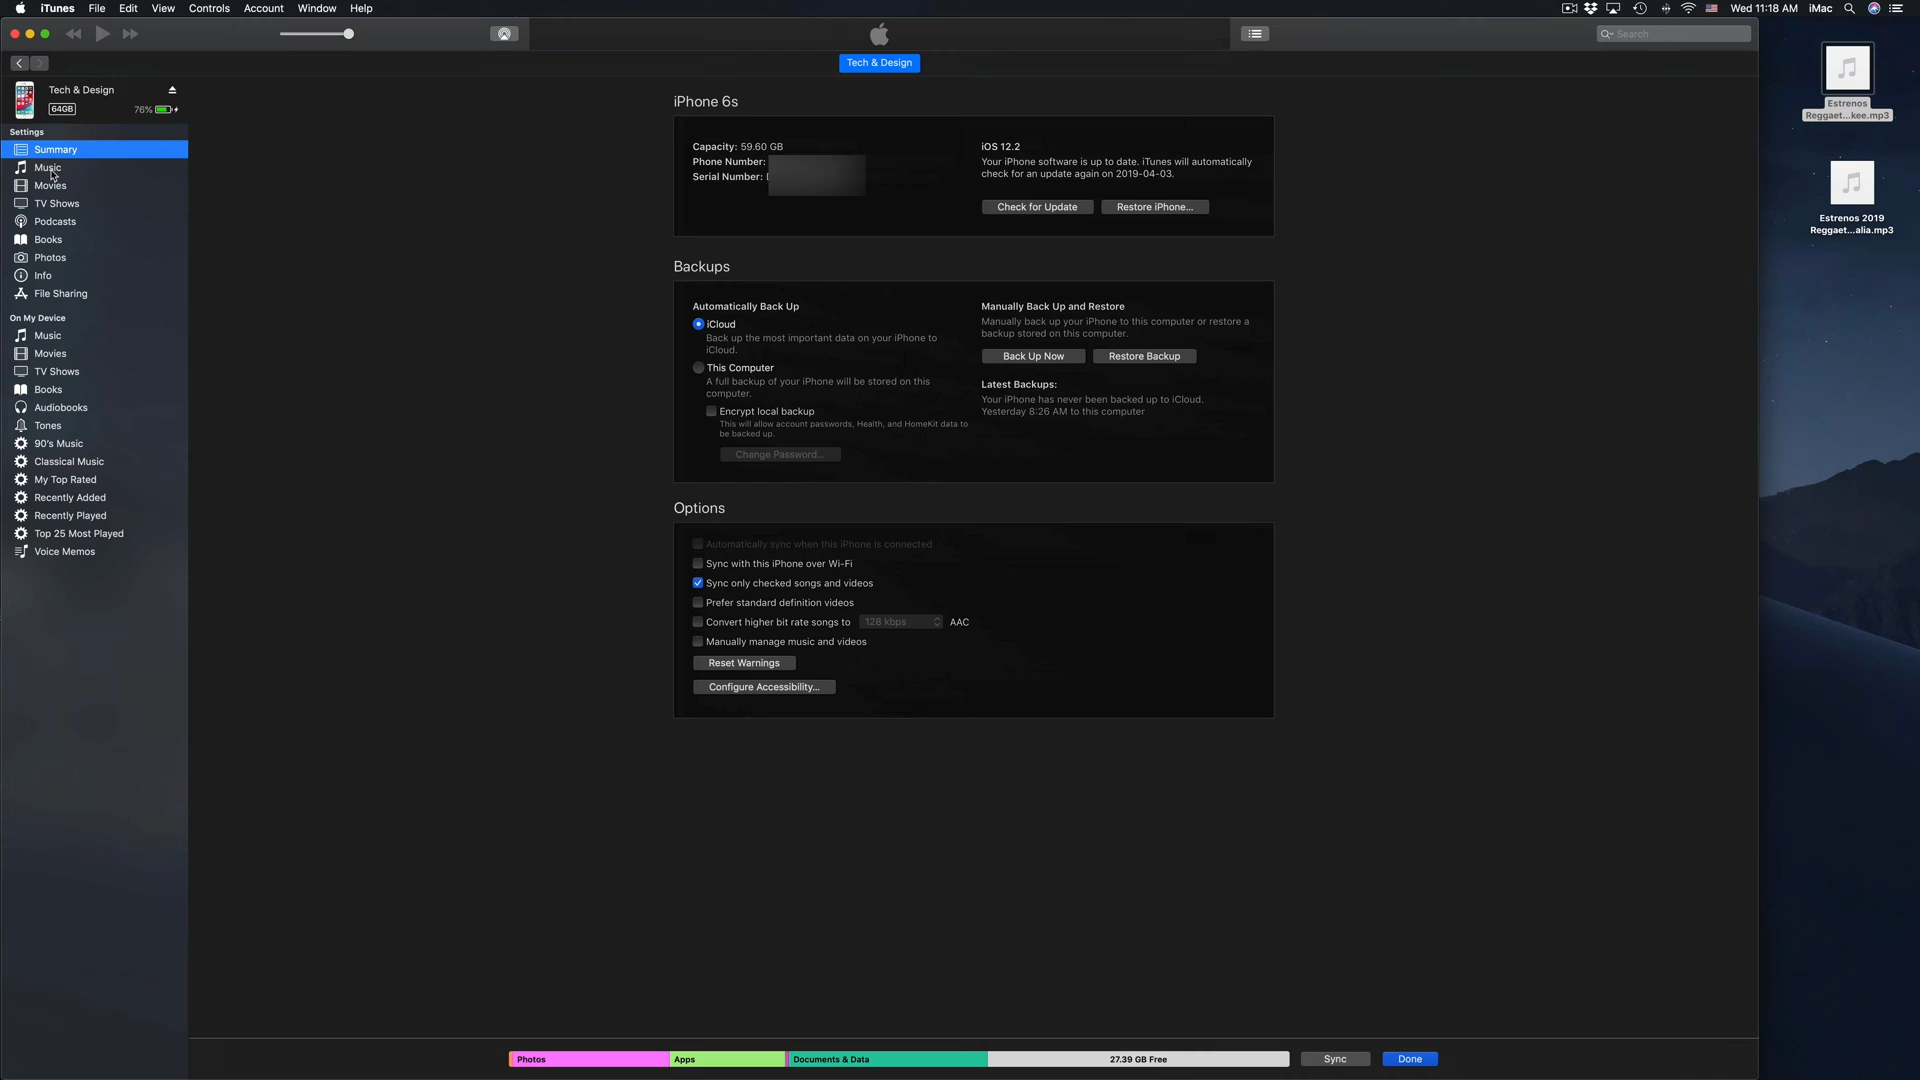 iTunes File Edit View Controls Account Window Help
Wed 11:18 AM iMac
Search
Tech & Design
Tech & Design
64GB
76%
Settings
Summary
Music
Movies
TV Shows
Podcasts
Books
Photos
Info
File Sharing
On My Device
Music
Movies
TV Shows
Books
Audiobooks
Tones
90's Music
Classical Music
My Top Rated
Recently Added
Recently Played
Top 25 Most Played
Voice Memos
iPhone 6s
Capacity: 59.60 GB
Phone Number:
Serial Number:
iOS 12.2
Your iPhone software is up to date. iTunes will automatically
check for an update again on 2019-04-03.
Check for Update
Restore iPhone...
Backups
Automatically Back Up
iCloud
Back up the most important data on your iPhone to
iCloud.
This Computer
A full backup of your iPhone will be stored on this
computer.
Encrypt local backup
This will allow account passwords, Health, and HomeKit data to
be backed up.
Change Password...
Manually Back Up and Restore
Manually back up your iPhone to this computer or restore a
backup stored on this computer.
Back Up Now
Restore Backup
Latest Backups:
Your iPhone has never been backed up to iCloud.
Yesterday 8:26 AM to this computer
Options
Automatically sync when this iPhone is connected
Sync with this iPhone over Wi-Fi
Sync only checked songs and videos
Prefer standard definition videos
Convert higher bit rate songs to 128 kbps AAC
Manually manage music and videos
Reset Warnings
Configure Accessibility...
Photos
Apps
Documents & Data
27.39 GB Free
Sync
Done
Estrenos
Reggaet...kee.mp3
Estrenos 2019
Reggaet...alia.mp3